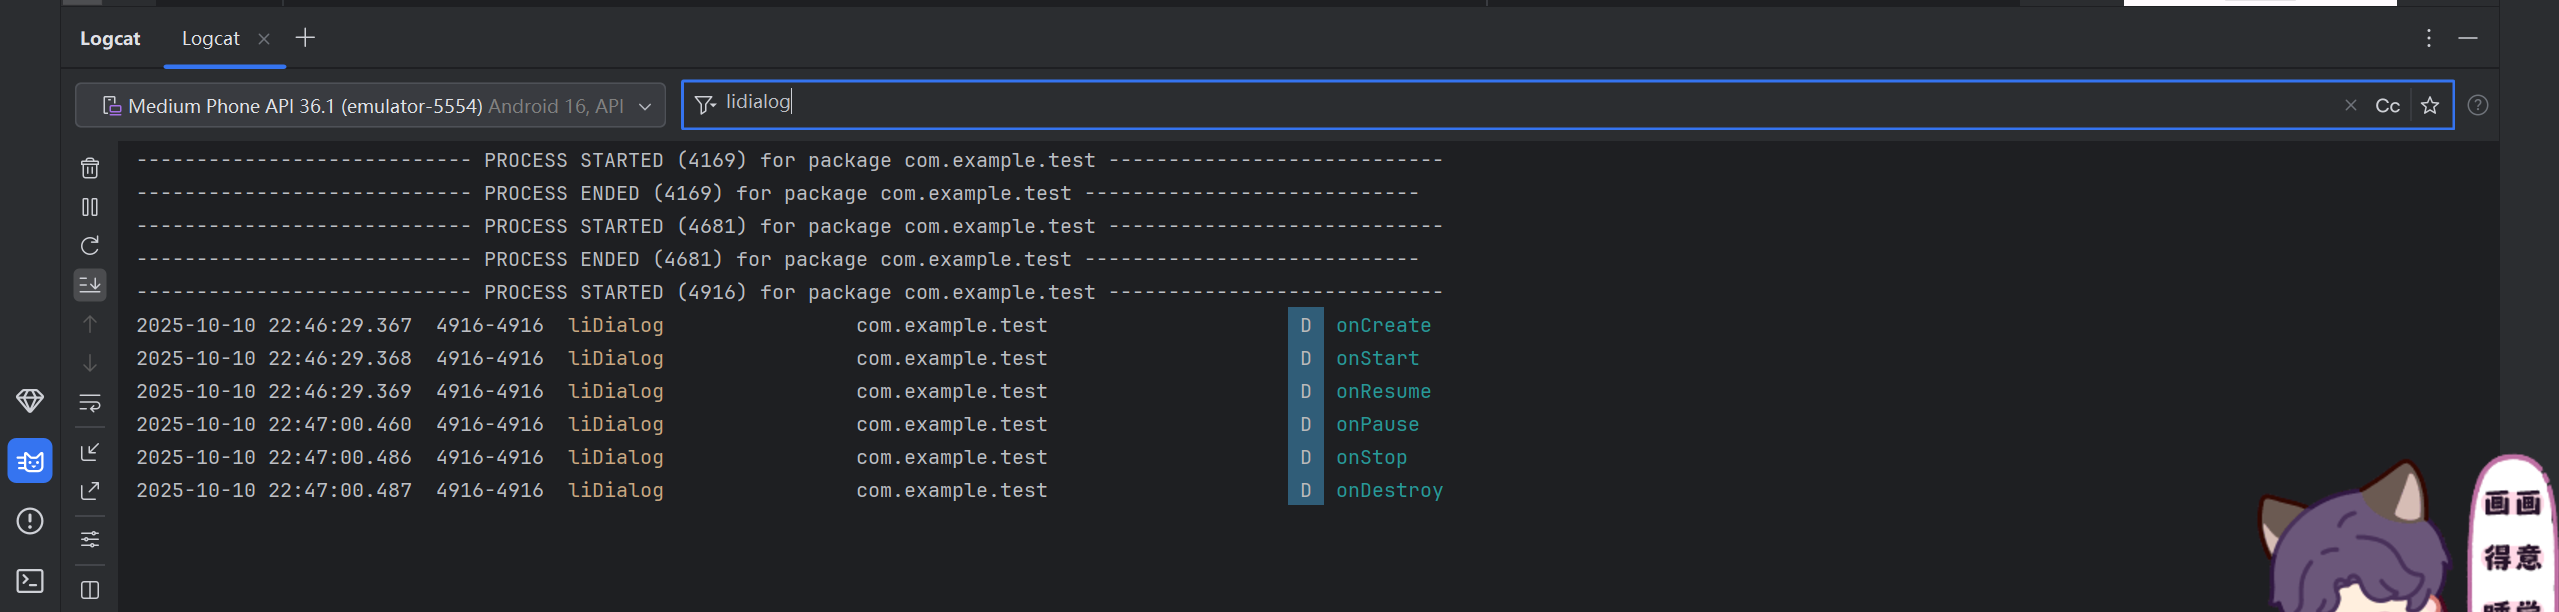 Logcat Logcat
Medium Phone API 36.1 (emulator-5554) Android 16, API
lidialog
Cc
---------------------------- PROCESS STARTED (4169) for package com.example.test ----------------------------
---------------------------- PROCESS ENDED (4169) for package com.example.test ----------------------------
---------------------------- PROCESS STARTED (4681) for package com.example.test ----------------------------
---------------------------- PROCESS ENDED (4681) for package com.example.test ----------------------------
---------------------------- PROCESS STARTED (4916) for package com.example.test ----------------------------
2025-10-10 22:46:29.367 4916-4916 liDialog com.example.test D onCreate
2025-10-10 22:46:29.368 4916-4916 liDialog com.example.test D onStart
2025-10-10 22:46:29.369 4916-4916 liDialog com.example.test D onResume
2025-10-10 22:47:00.460 4916-4916 liDialog com.example.test D onPause
2025-10-10 22:47:00.486 4916-4916 liDialog com.example.test D onStop
2025-10-10 22:47:00.487 4916-4916 liDialog com.example.test D onDestroy
画画
得意